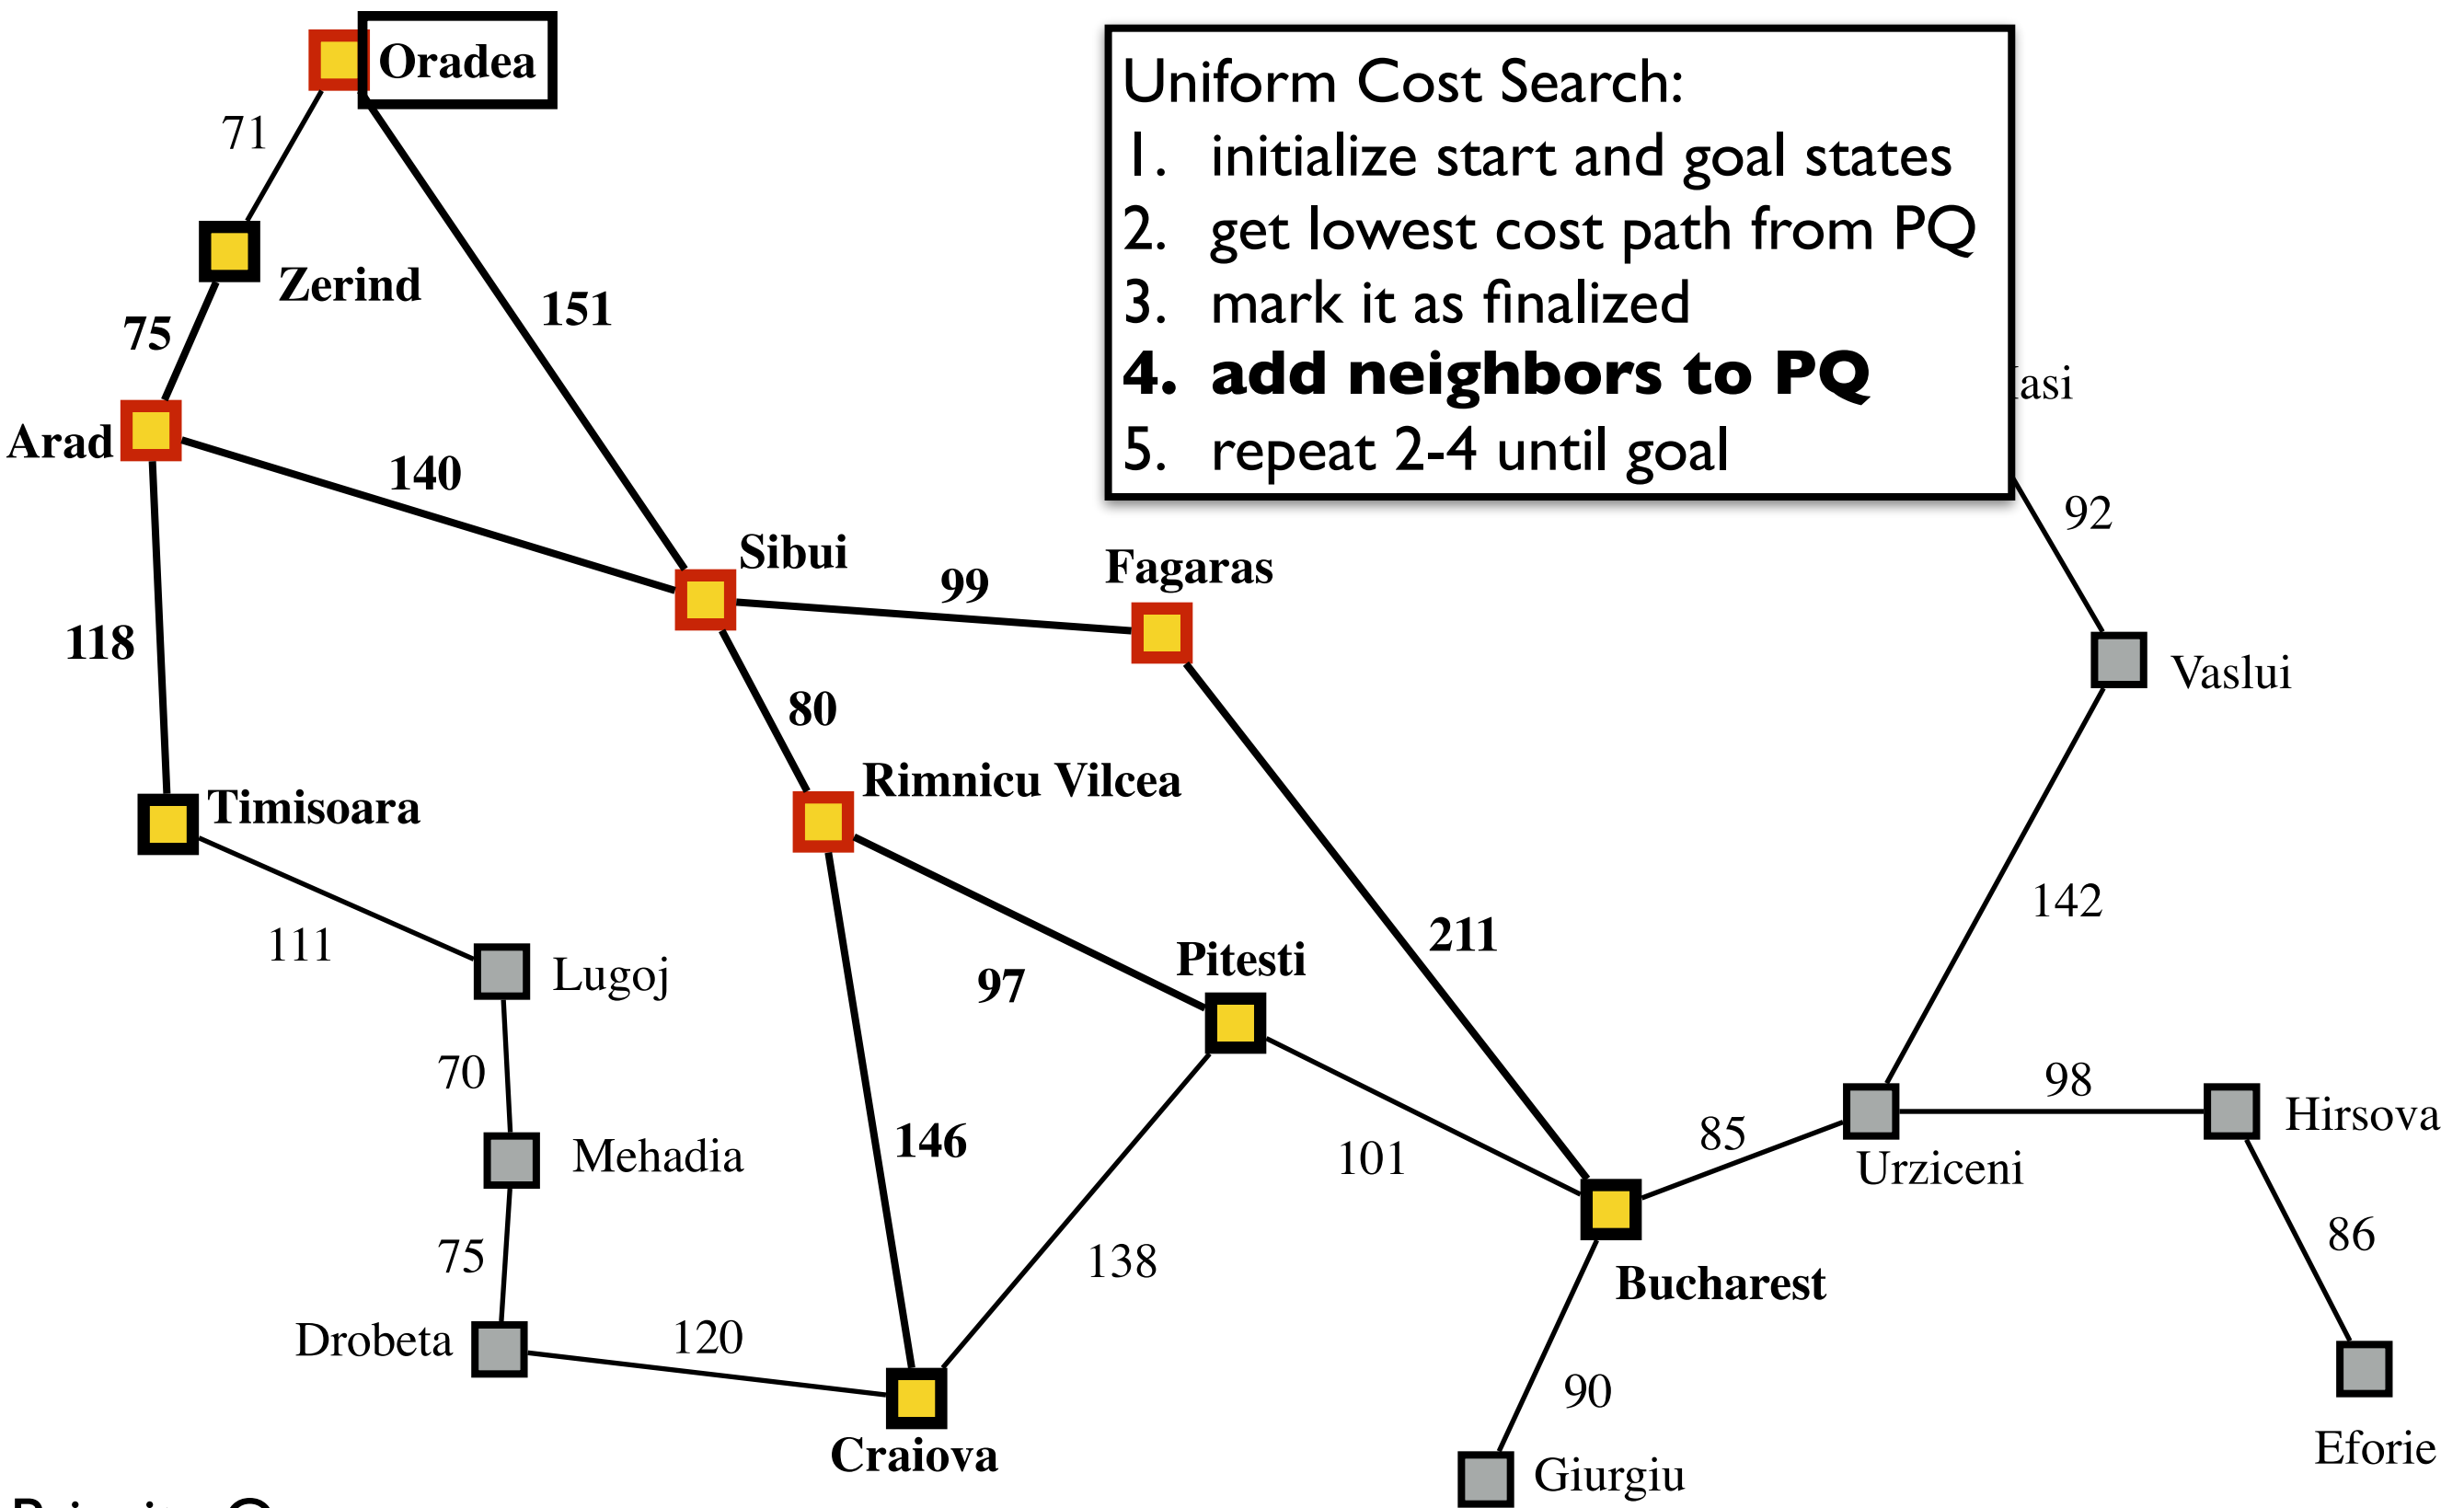 Oradea
Uniform Cost Search:
1. initialize start and goal states
2. get lowest cost path from PQ
3. mark it as finalized
4. add neighbors to PQ
5. repeat 2-4 until goal
71
Zerind
151
75
Iasi
Arad
140
92
Sibui
99
Fagaras
118
Vaslui
80
Rimnicu Vilcea
Timisoara
142
111
Lugoj
97
Pitesti
211
70
98
Hirsova
146
101
85
Mehadia
Urziceni
75
138
86
Bucharest
Drobeta
120
90
Craiova
Giurgiu
Eforie